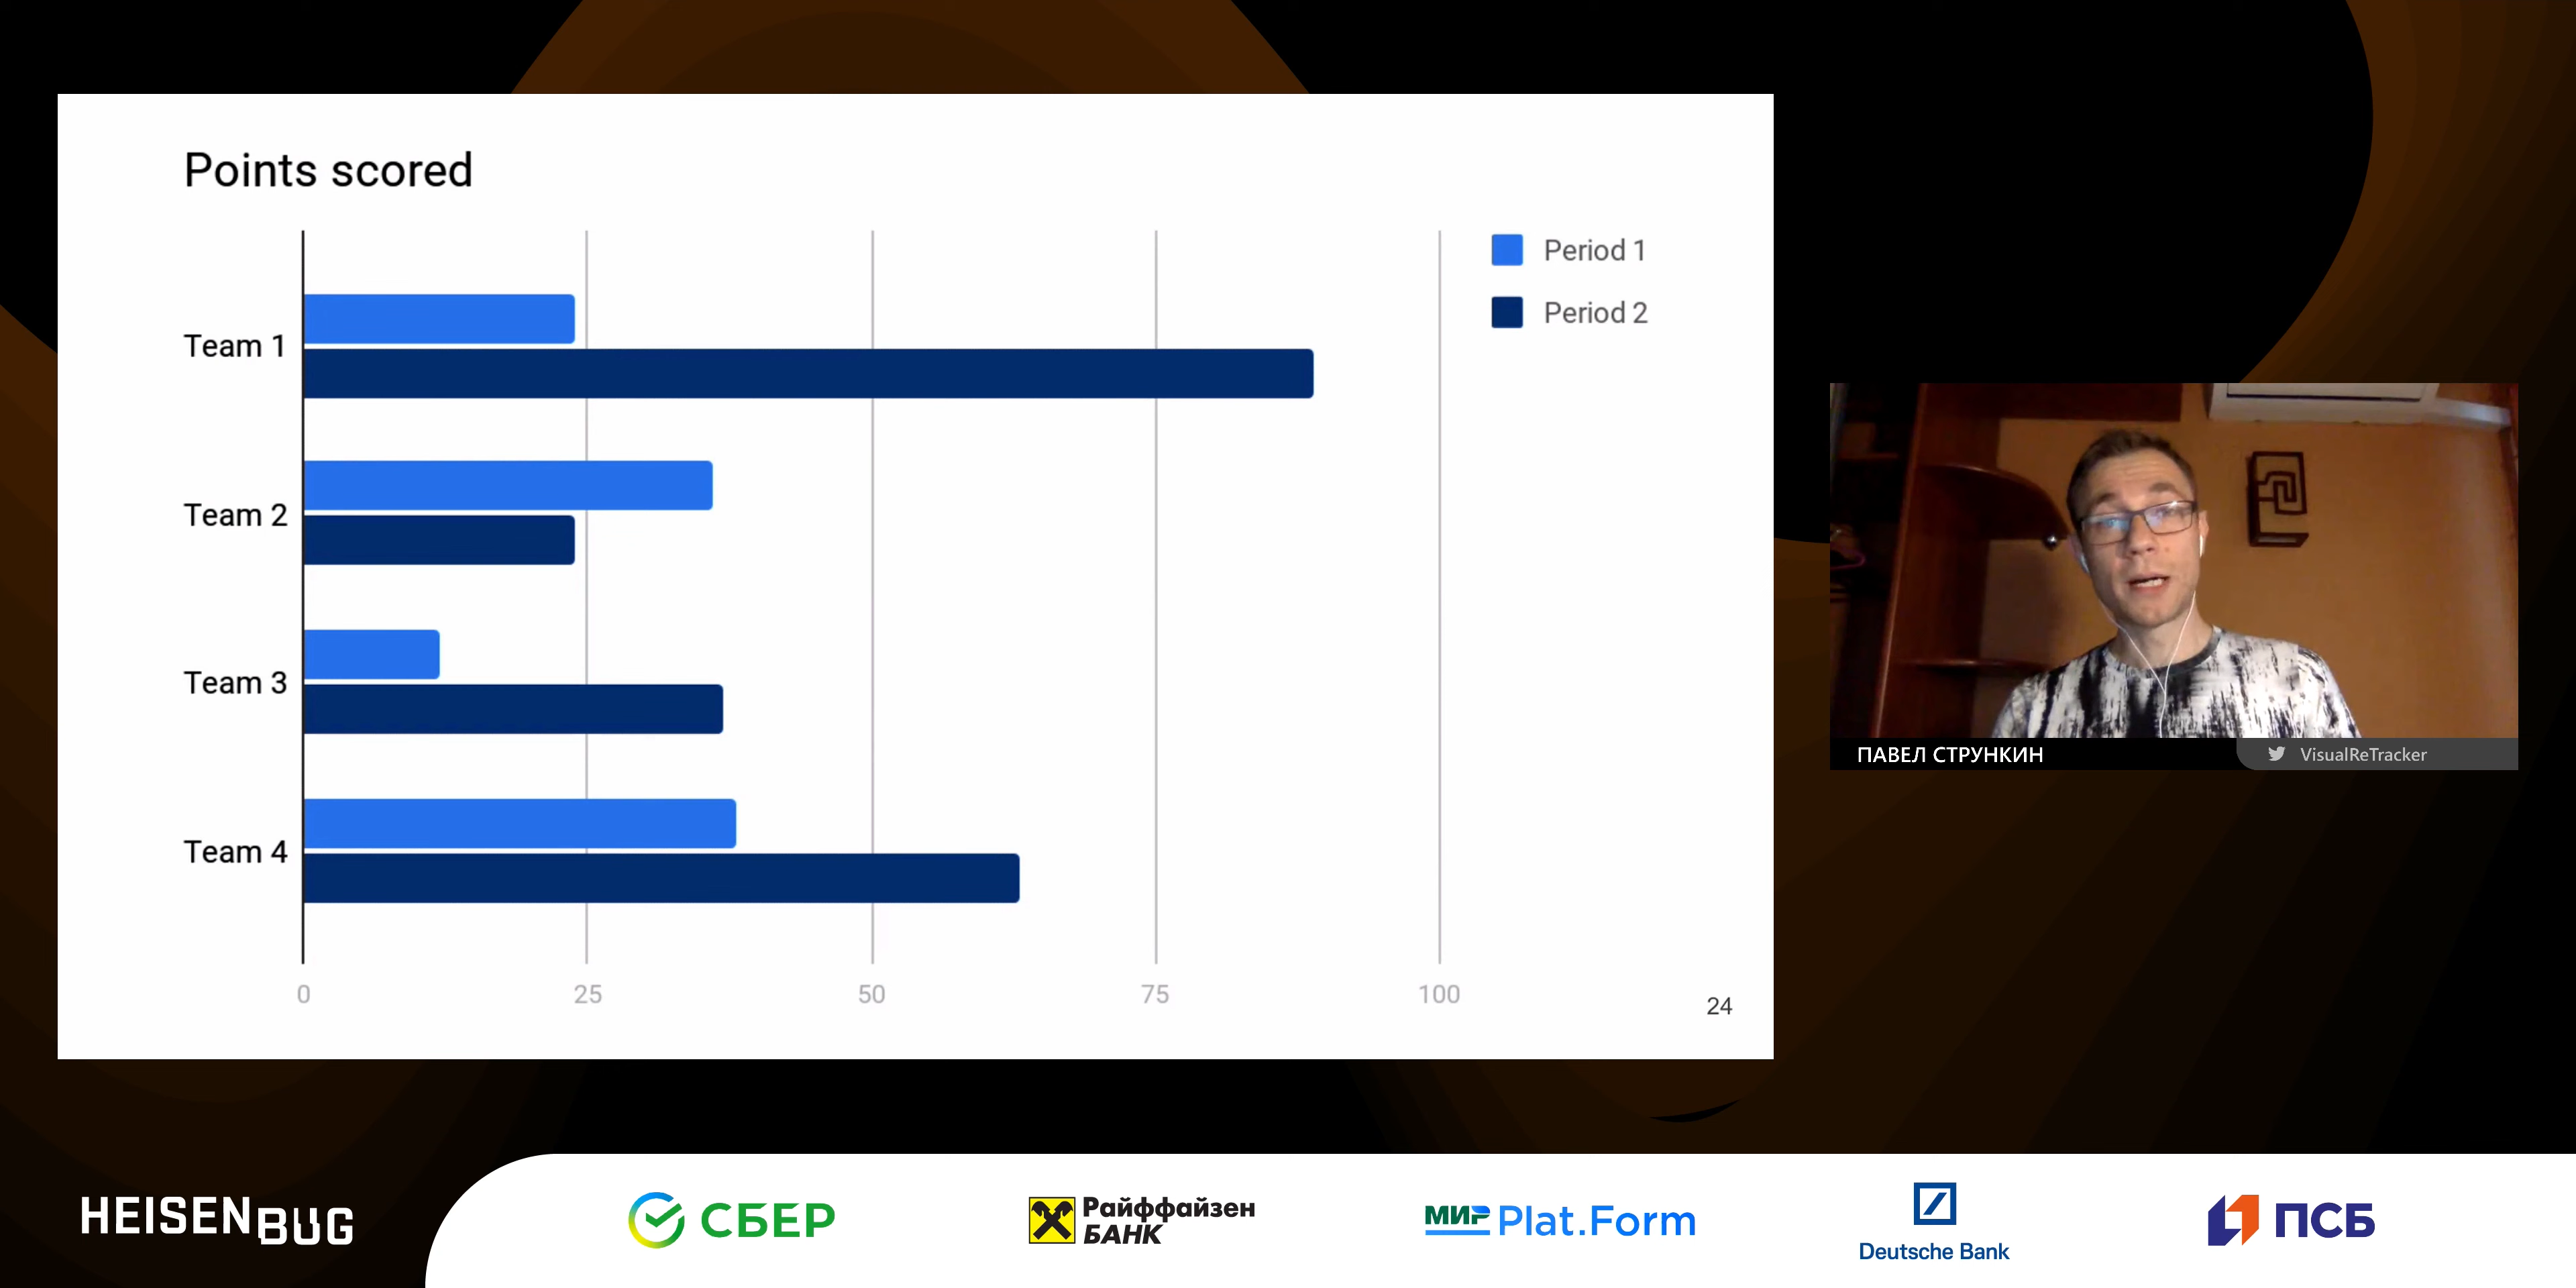 Points scored
Period 1
Period 2
Team 1
Team 2
Team 3
Team 4
0 25 50 75 100
24
ПАВЕЛ СТРУНКИН
VisualReTracker
HEISENBUG
СБЕР
Райффайзен
БАНК
МИР Plat.Form
Deutsche Bank
ПСБ